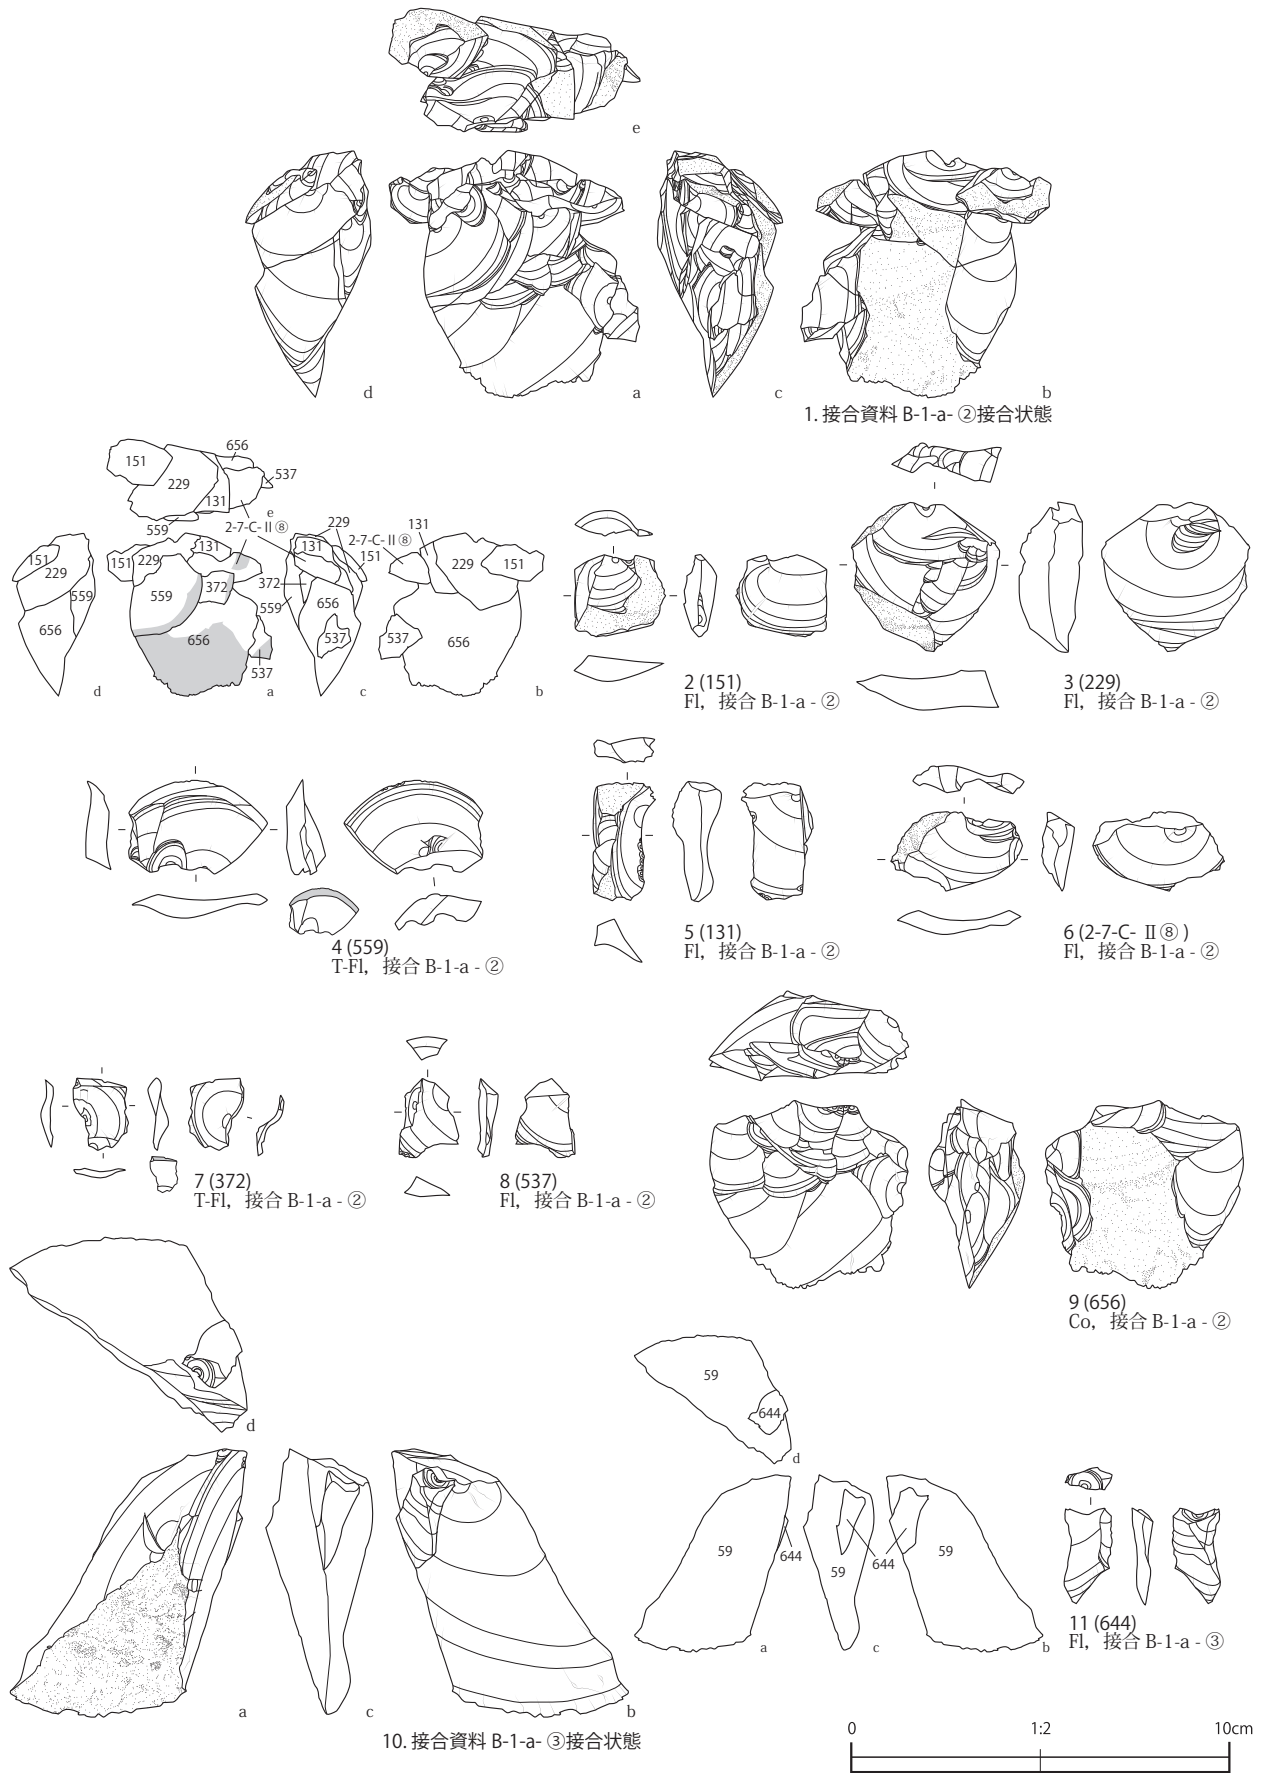 e
d
a
c
b
1. 接合資料 B-1-a- ②接合状態
656
151
229
537
131
e
559
2-7-C-Ⅱ⑧
151
229
559
656
d
151
229
131
559
372
656
537
a
229
131
151
372
559
656
537
c
131
2-7-C-Ⅱ⑧
229
151
537
656
b
2 (151)
Fl, 接合 B-1-a - ②
3 (229)
Fl, 接合 B-1-a - ②
4 (559)
T-Fl, 接合 B-1-a - ②
5 (131)
Fl, 接合 B-1-a - ②
6 (2-7-C- Ⅱ⑧ )
Fl, 接合 B-1-a - ②
7 (372)
T-Fl, 接合 B-1-a - ②
8 (537)
Fl, 接合 B-1-a - ②
9 (656)
Co, 接合 B-1-a - ②
d
a
c
b
10. 接合資料 B-1-a- ③接合状態
59
644
d
59
644
a
59
c
644
59
b
11 (644)
Fl, 接合 B-1-a - ③
0
1:2
10cm